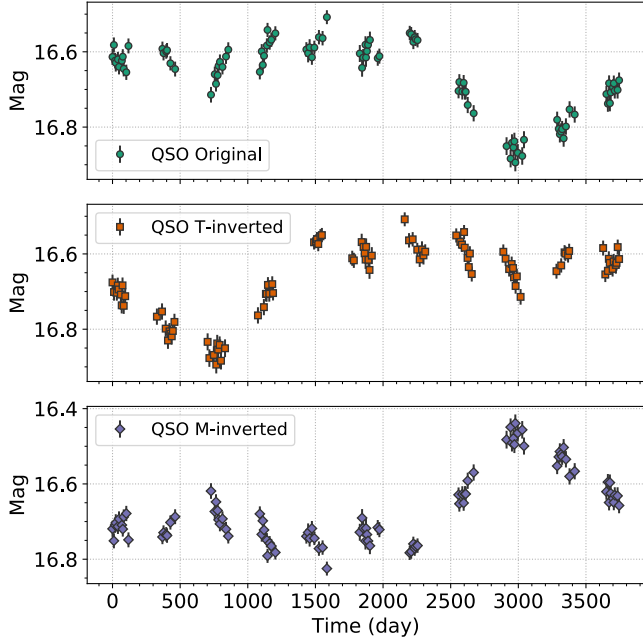 16.6
16.8
Mag
QSO Original
16.6
16.8
Mag
QSO T-inverted
16.4
16.6
16.8
Mag
QSO M-inverted
0 500 1000 1500 2000 2500 3000 3500
Time (day)